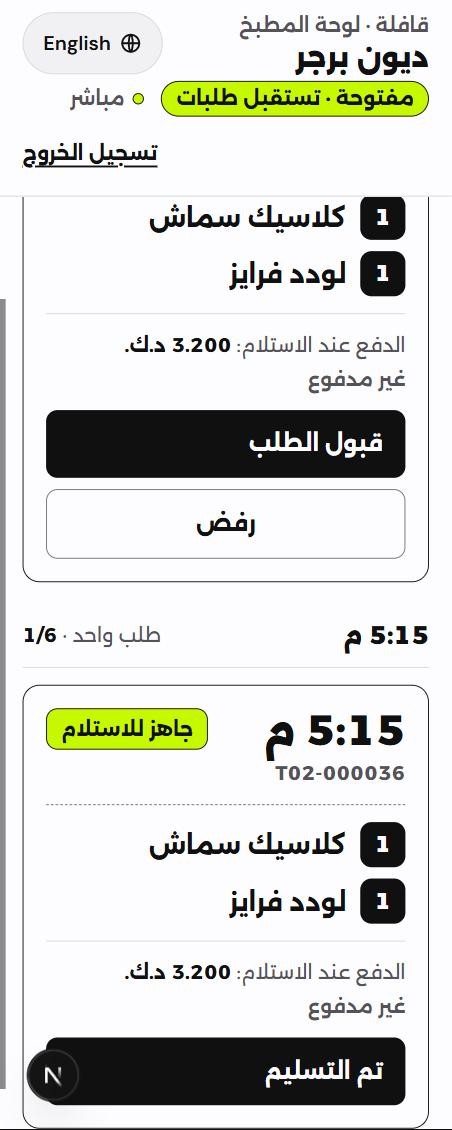 قافلة · لوحة المطبخ
English
ديون برجر
مفتوحة · تستقبل طلبات
مباشر
تسجيل الخروج
1 كلاسيك سماش
1 لودد فرايز
الدفع عند الاستلام: 3.200 د.ك.
غير مدفوع
قبول الطلب
رفض
5:15 م
طلب واحد · 1/6
5:15 م
جاهز للاستلام
T02-000036
1 كلاسيك سماش
1 لودد فرايز
الدفع عند الاستلام: 3.200 د.ك.
غير مدفوع
تم التسليم
N